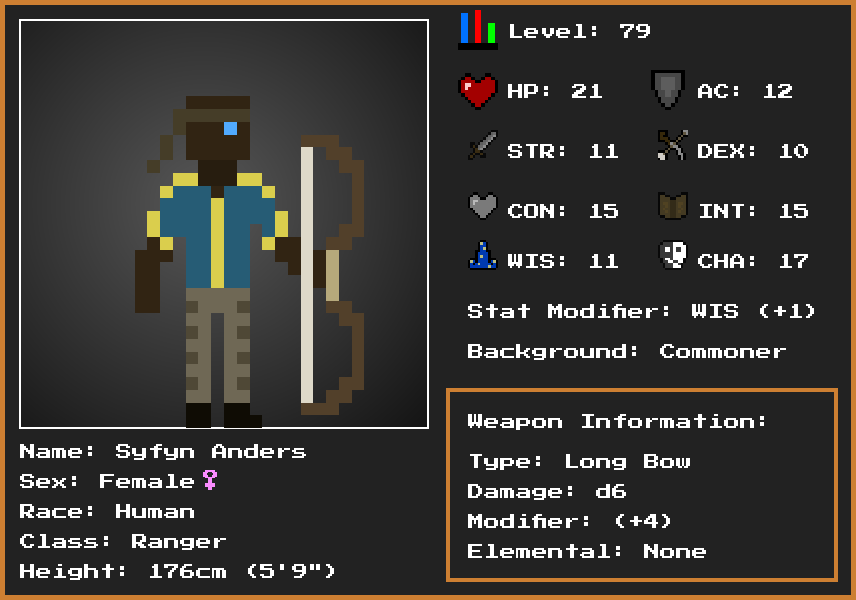 Level: 79
HP: 21 AC: 12
STR: 11 DEX: 10
CON: 15 INT: 15
WIS: 11 CHA: 17
Stat Modifier: WIS (+1)
Background: Commoner
Weapon Information:
Type: Long Bow
Damage: d6
Modifier: (+4)
Elemental: None
Name: Syfyn Anders
Sex: Female♀
Race: Human
Class: Ranger
Height: 176cm (5'9")